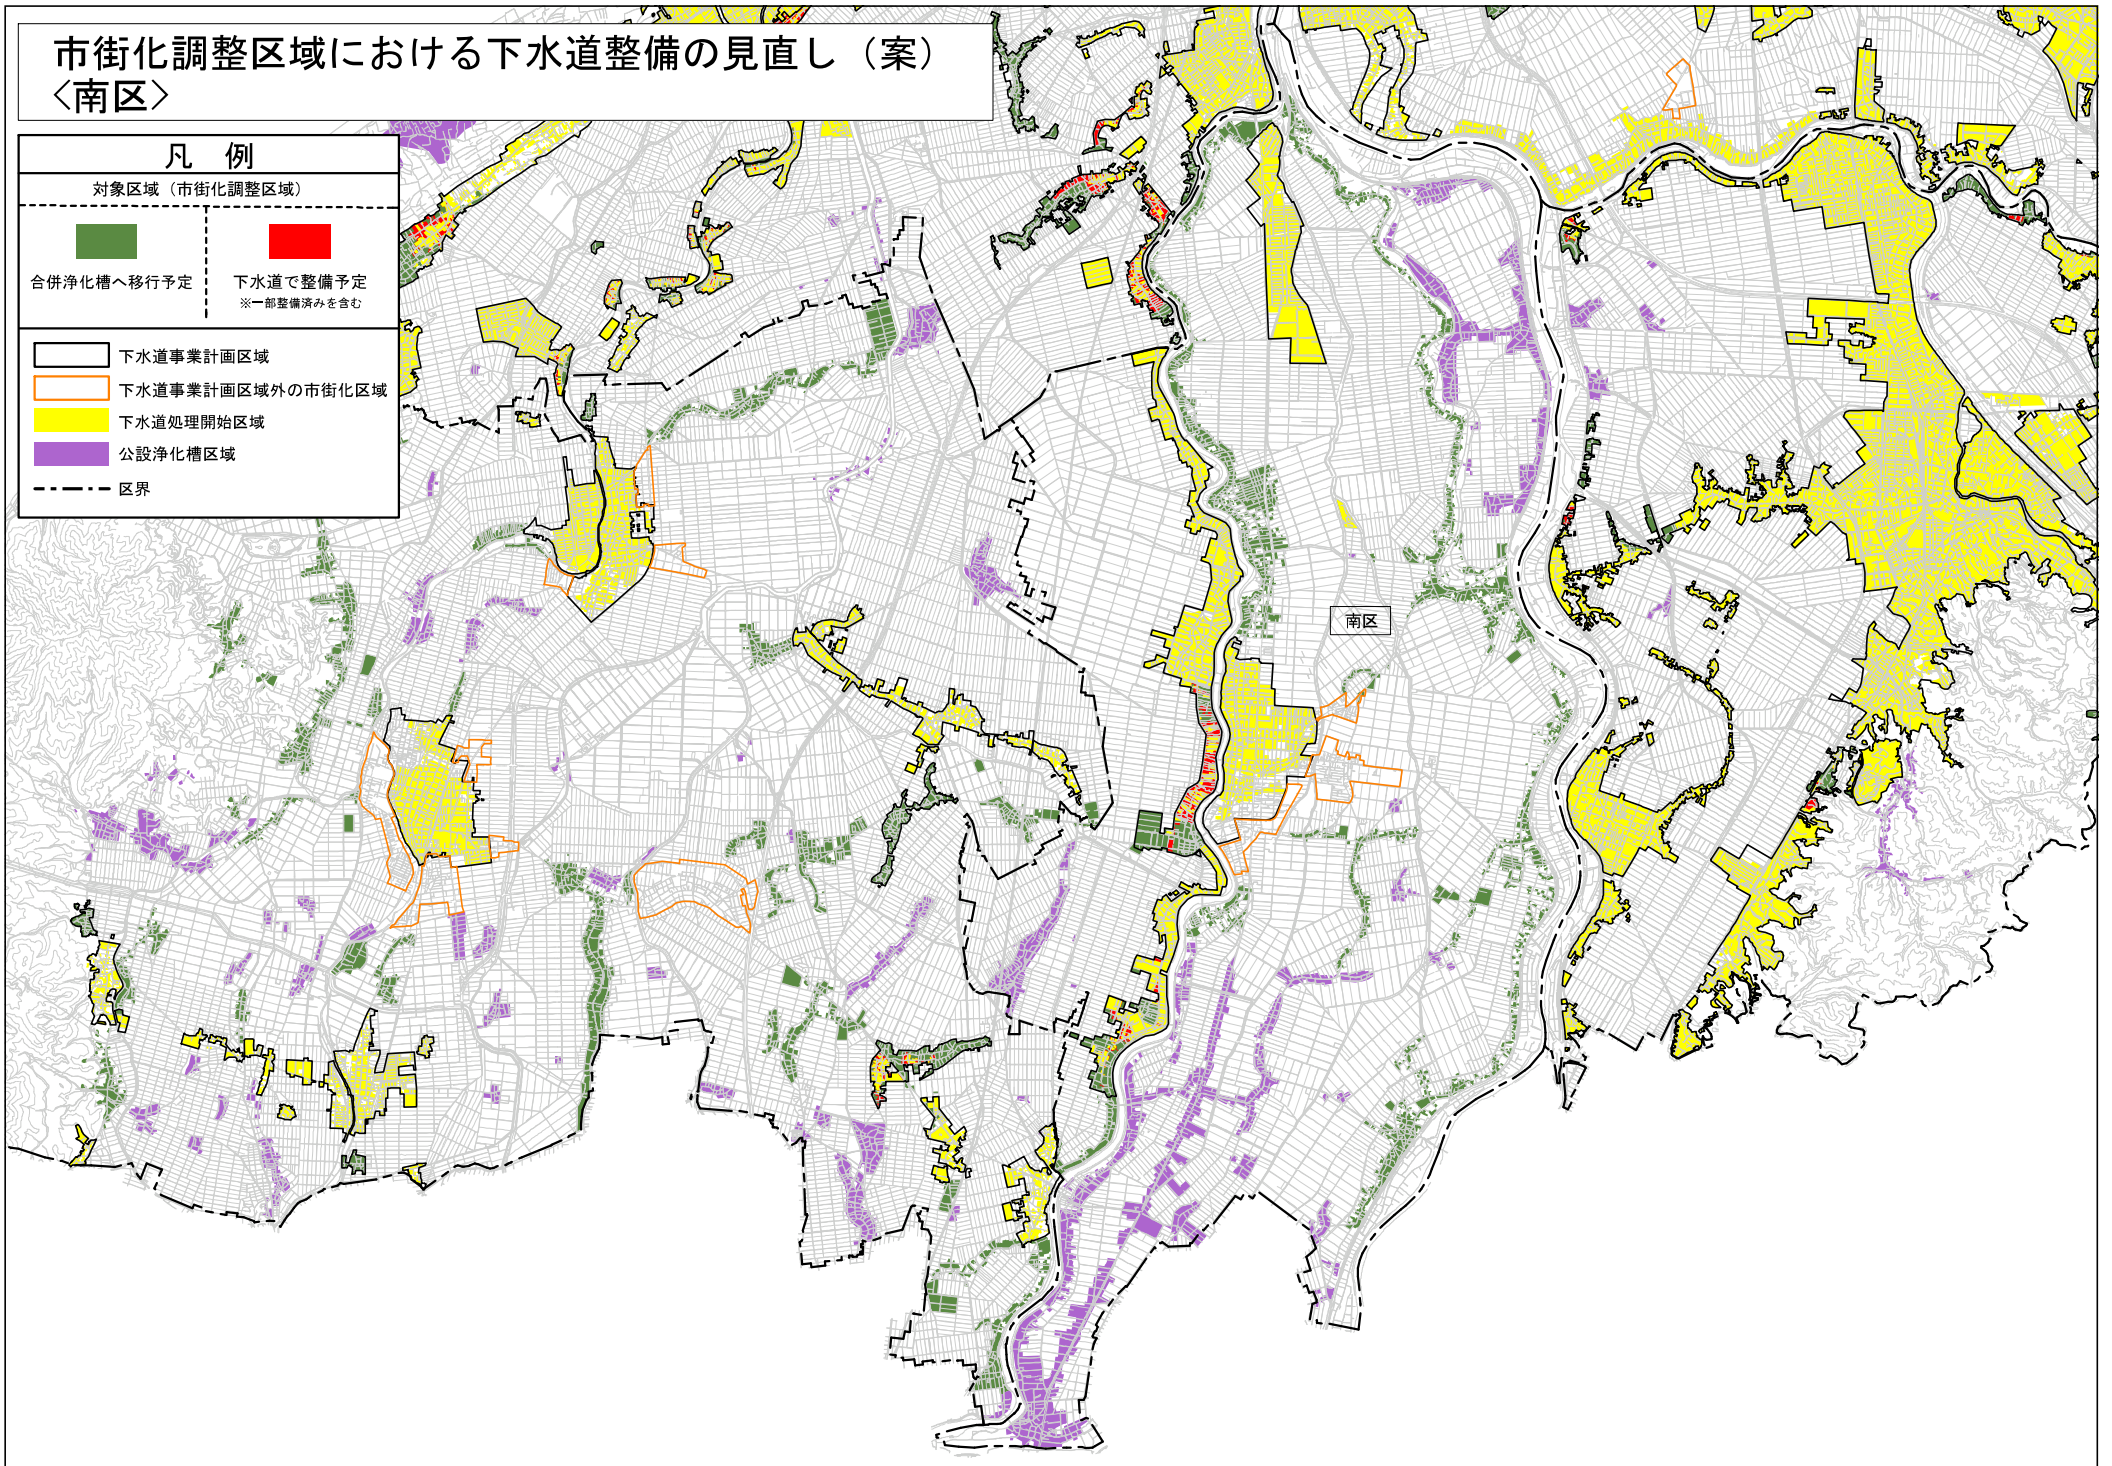 市街化調整区域における下水道整備の見直し（案）
<南区>
凡　例
対象区域（市街化調整区域）
合併浄化槽へ移行予定
下水道で整備予定
※一部整備済みを含む
下水道事業計画区域
下水道事業計画区域外の市街化区域
下水道処理開始区域
公設浄化槽区域
区界
南区